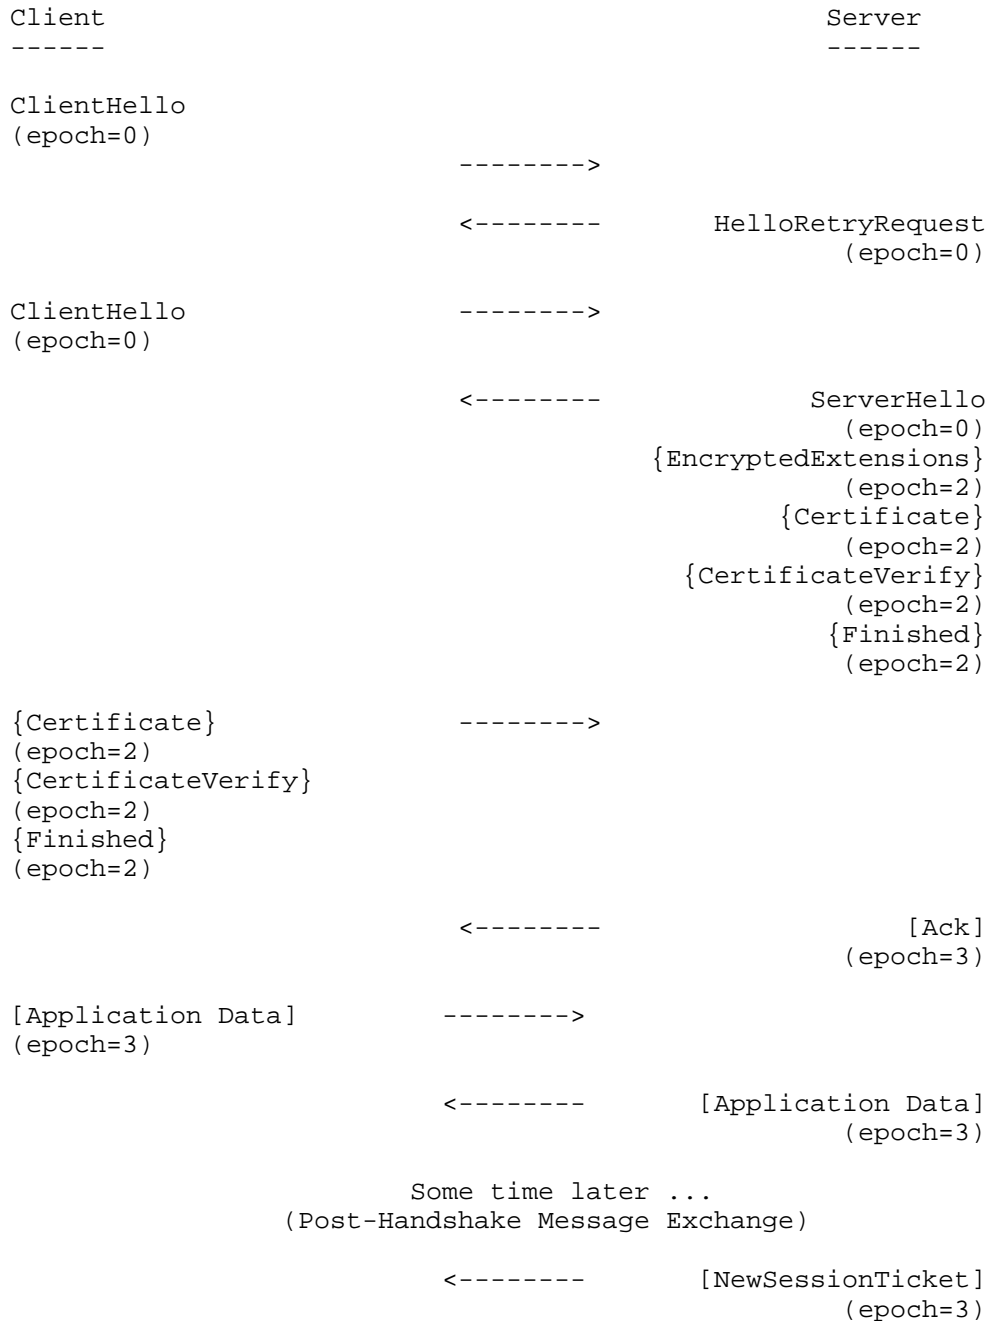 Client                                             Server
------                                             ------
ClientHello
(epoch=0)
                            -------->
                            <--------       HelloRetryRequest
                                                    (epoch=0)
ClientHello                 -------->
(epoch=0)
                            <--------             ServerHello
                                                    (epoch=0)
                                        {EncryptedExtensions}
                                                    (epoch=2)
                                                {Certificate}
                                                    (epoch=2)
                                          {CertificateVerify}
                                                    (epoch=2)
                                                   {Finished}
                                                    (epoch=2)
{Certificate}               -------->
(epoch=2)
{CertificateVerify}
(epoch=2)
{Finished}
(epoch=2)
                            <--------                   [Ack]
                                                    (epoch=3)
[Application Data]         -------->
(epoch=3)
                           <--------       [Application Data]
                                                    (epoch=3)
                         Some time later ...
                 (Post-Handshake Message Exchange)
                           <--------       [NewSessionTicket]
                                                    (epoch=3)